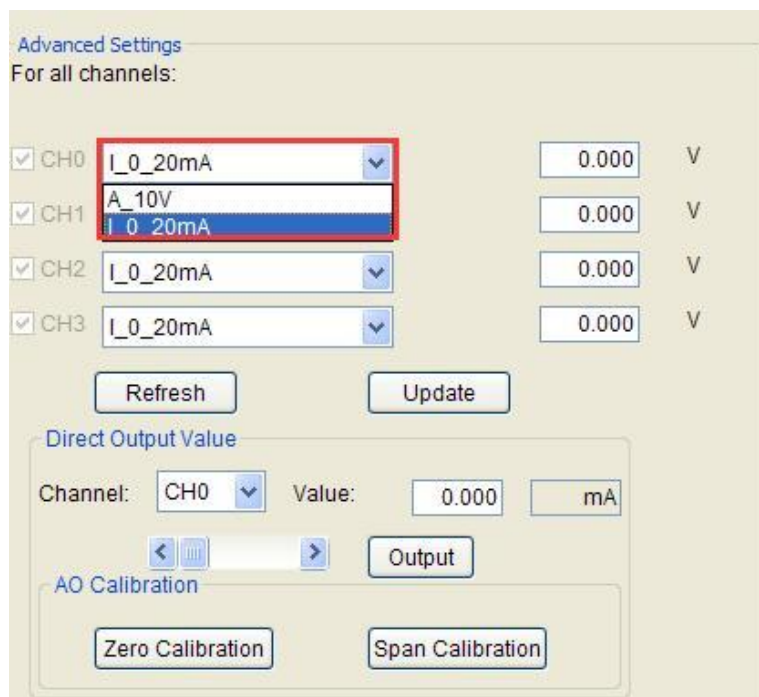 Advanced Settings
For all channels:
CH0 I_0_20mA 0.000 V
A_10V
CH1 I_0_20mA 0.000 V
CH2 I_0_20mA 0.000 V
CH3 I_0_20mA 0.000 V
Refresh Update
Direct Output Value
Channel: CH0 Value: 0.000 mA
Output
AO Calibration
Zero Calibration Span Calibration